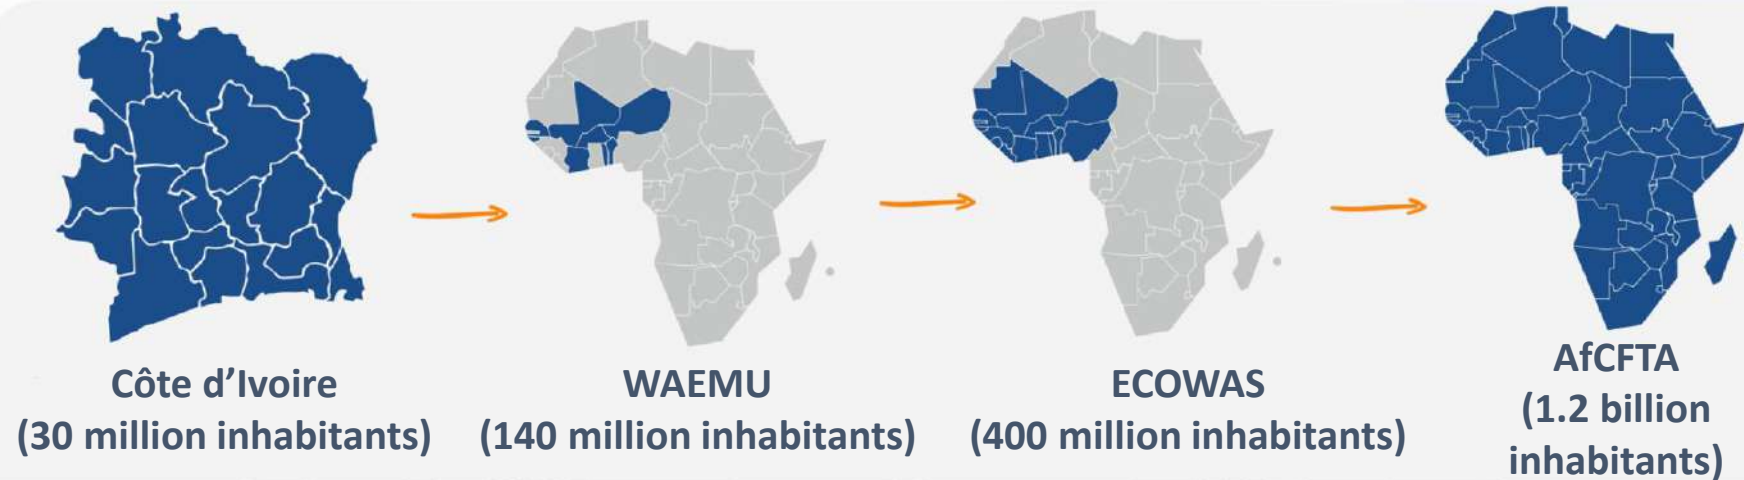 Côte d’Ivoire
(30 million inhabitants)
WAEMU
(140 million inhabitants)
ECOWAS
(400 million inhabitants)
AfCFTA
(1.2 billion
inhabitants)